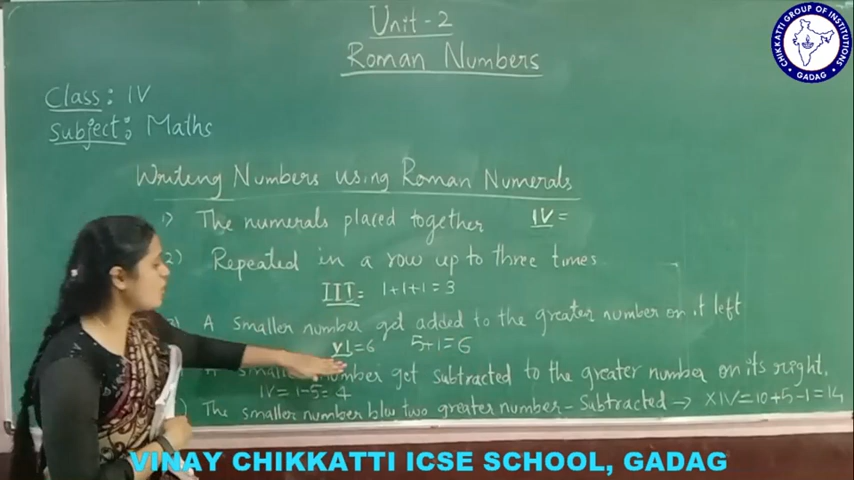 Unit-2
Roman Numbers
CHIKKATTI GROUP OF INSTITUTIONS
GADAG
Class: IV
Subject: Maths
Writing Numbers using Roman Numerals
1) The numerals placed together IV=
2) Repeated in a row up to three times
III= 1+1+1=3
A smaller number get added to the greater number on it left
VI=6 5+1=6
A smaller number get subtracted to the greater number on its right,
IV= 1-5=4
The smaller number blw two greater number - Subtracted → XIV=10+5-1=14
VINAY CHIKKATTI ICSE SCHOOL, GADAG